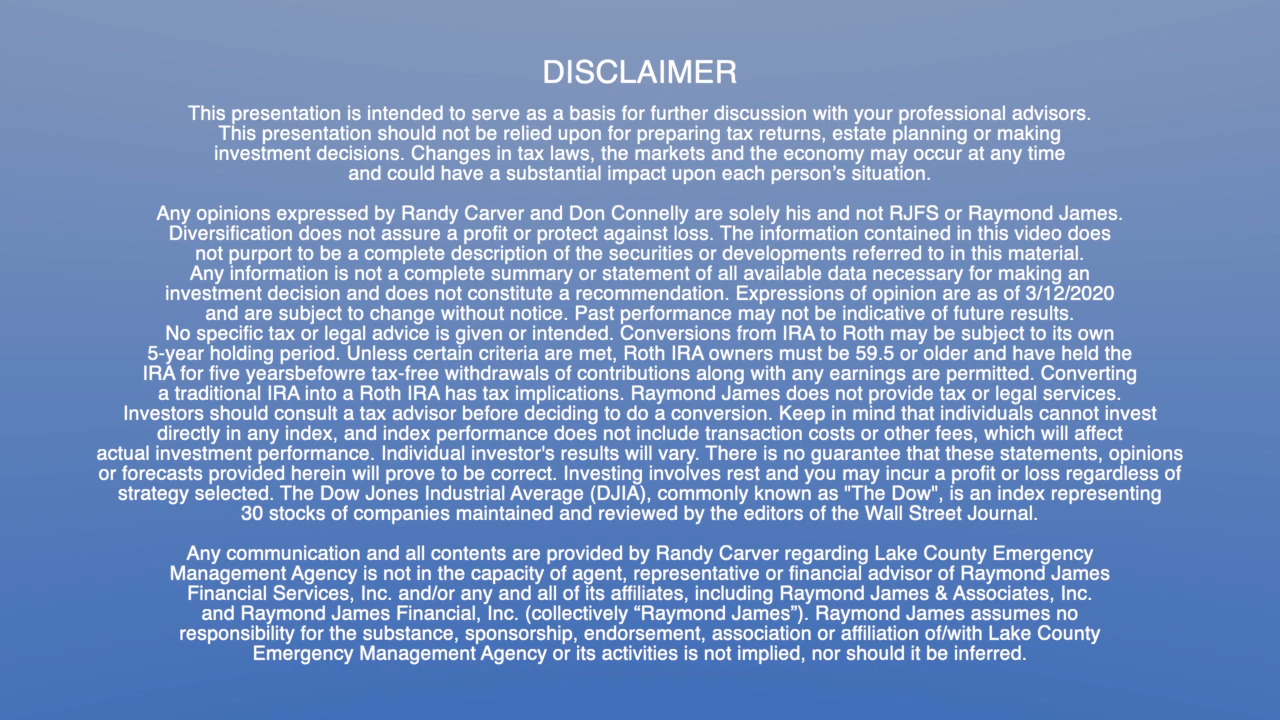 DISCLAIMER
This presentation is intended to serve as a basis for further discussion with your professional advisors.
This presentation should not be relied upon for preparing tax returns, estate planning or making
investment decisions. Changes in tax laws, the markets and the economy may occur at any time
and could have a substantial impact upon each person's situation.
Any opinions expressed by Randy Carver and Don Connelly are solely his and not RJFS or Raymond James.
Diversification does not assure a profit or protect against loss. The information contained in this video does
not purport to be a complete description of the securities or developments referred to in this material.
Any information is not a complete summary or statement of all available data necessary for making an
investment decision and does not constitute a recommendation. Expressions of opinion are as of 3/12/2020
and are subject to change without notice. Past performance may not be indicative of future results.
No specific tax or legal advice is given or intended. Conversions from IRA to Roth may be subject to its own
5-year holding period. Unless certain criteria are met, Roth IRA owners must be 59.5 or older and have held the
IRA for five yearsbefowre tax-free withdrawals of contributions along with any earnings are permitted. Converting
a traditional IRA into a Roth IRA has tax implications. Raymond James does not provide tax or legal services.
Investors should consult a tax advisor before deciding to do a conversion. Keep in mind that individuals cannot invest
directly in any index, and index performance does not include transaction costs or other fees, which will affect
actual investment performance. Individual investor's results will vary. There is no guarantee that these statements, opinions
or forecasts provided herein will prove to be correct. Investing involves rest and you may incur a profit or loss regardless of
strategy selected. The Dow Jones Industrial Average (DJIA), commonly known as "The Dow", is an index representing
30 stocks of companies maintained and reviewed by the editors of the Wall Street Journal.
Any communication and all contents are provided by Randy Carver regarding Lake County Emergency
Management Agency is not in the capacity of agent, representative or financial advisor of Raymond James
Financial Services, Inc. and/or any and all of its affiliates, including Raymond James & Associates, Inc.
and Raymond James Financial, Inc. (collectively “Raymond James”). Raymond James assumes no
responsibility for the substance, sponsorship, endorsement, association or affiliation of/with Lake County
Emergency Management Agency or its activities is not implied, nor should it be inferred.